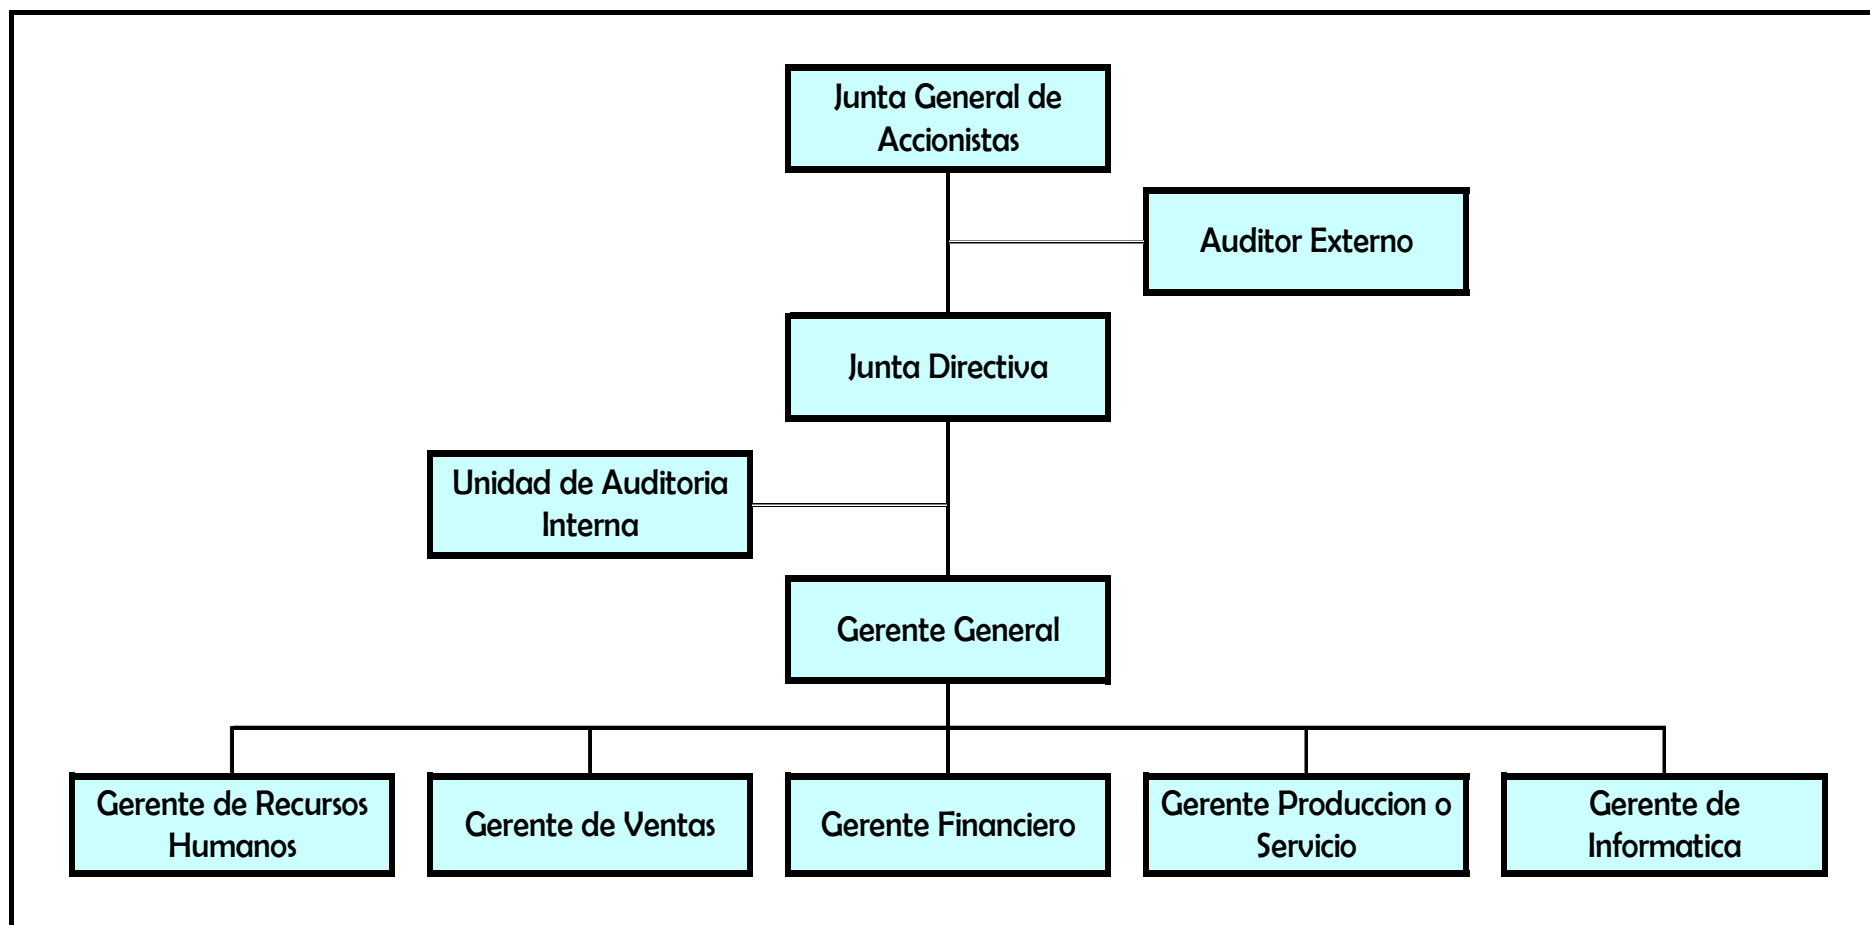 Junta General de
Accionistas
Auditor Externo
Junta Directiva
Unidad de Auditoria
Interna
Gerente General
Gerente de Recursos
Humanos
Gerente de Ventas
Gerente Financiero
Gerente Produccion o
Servicio
Gerente de
Informatica